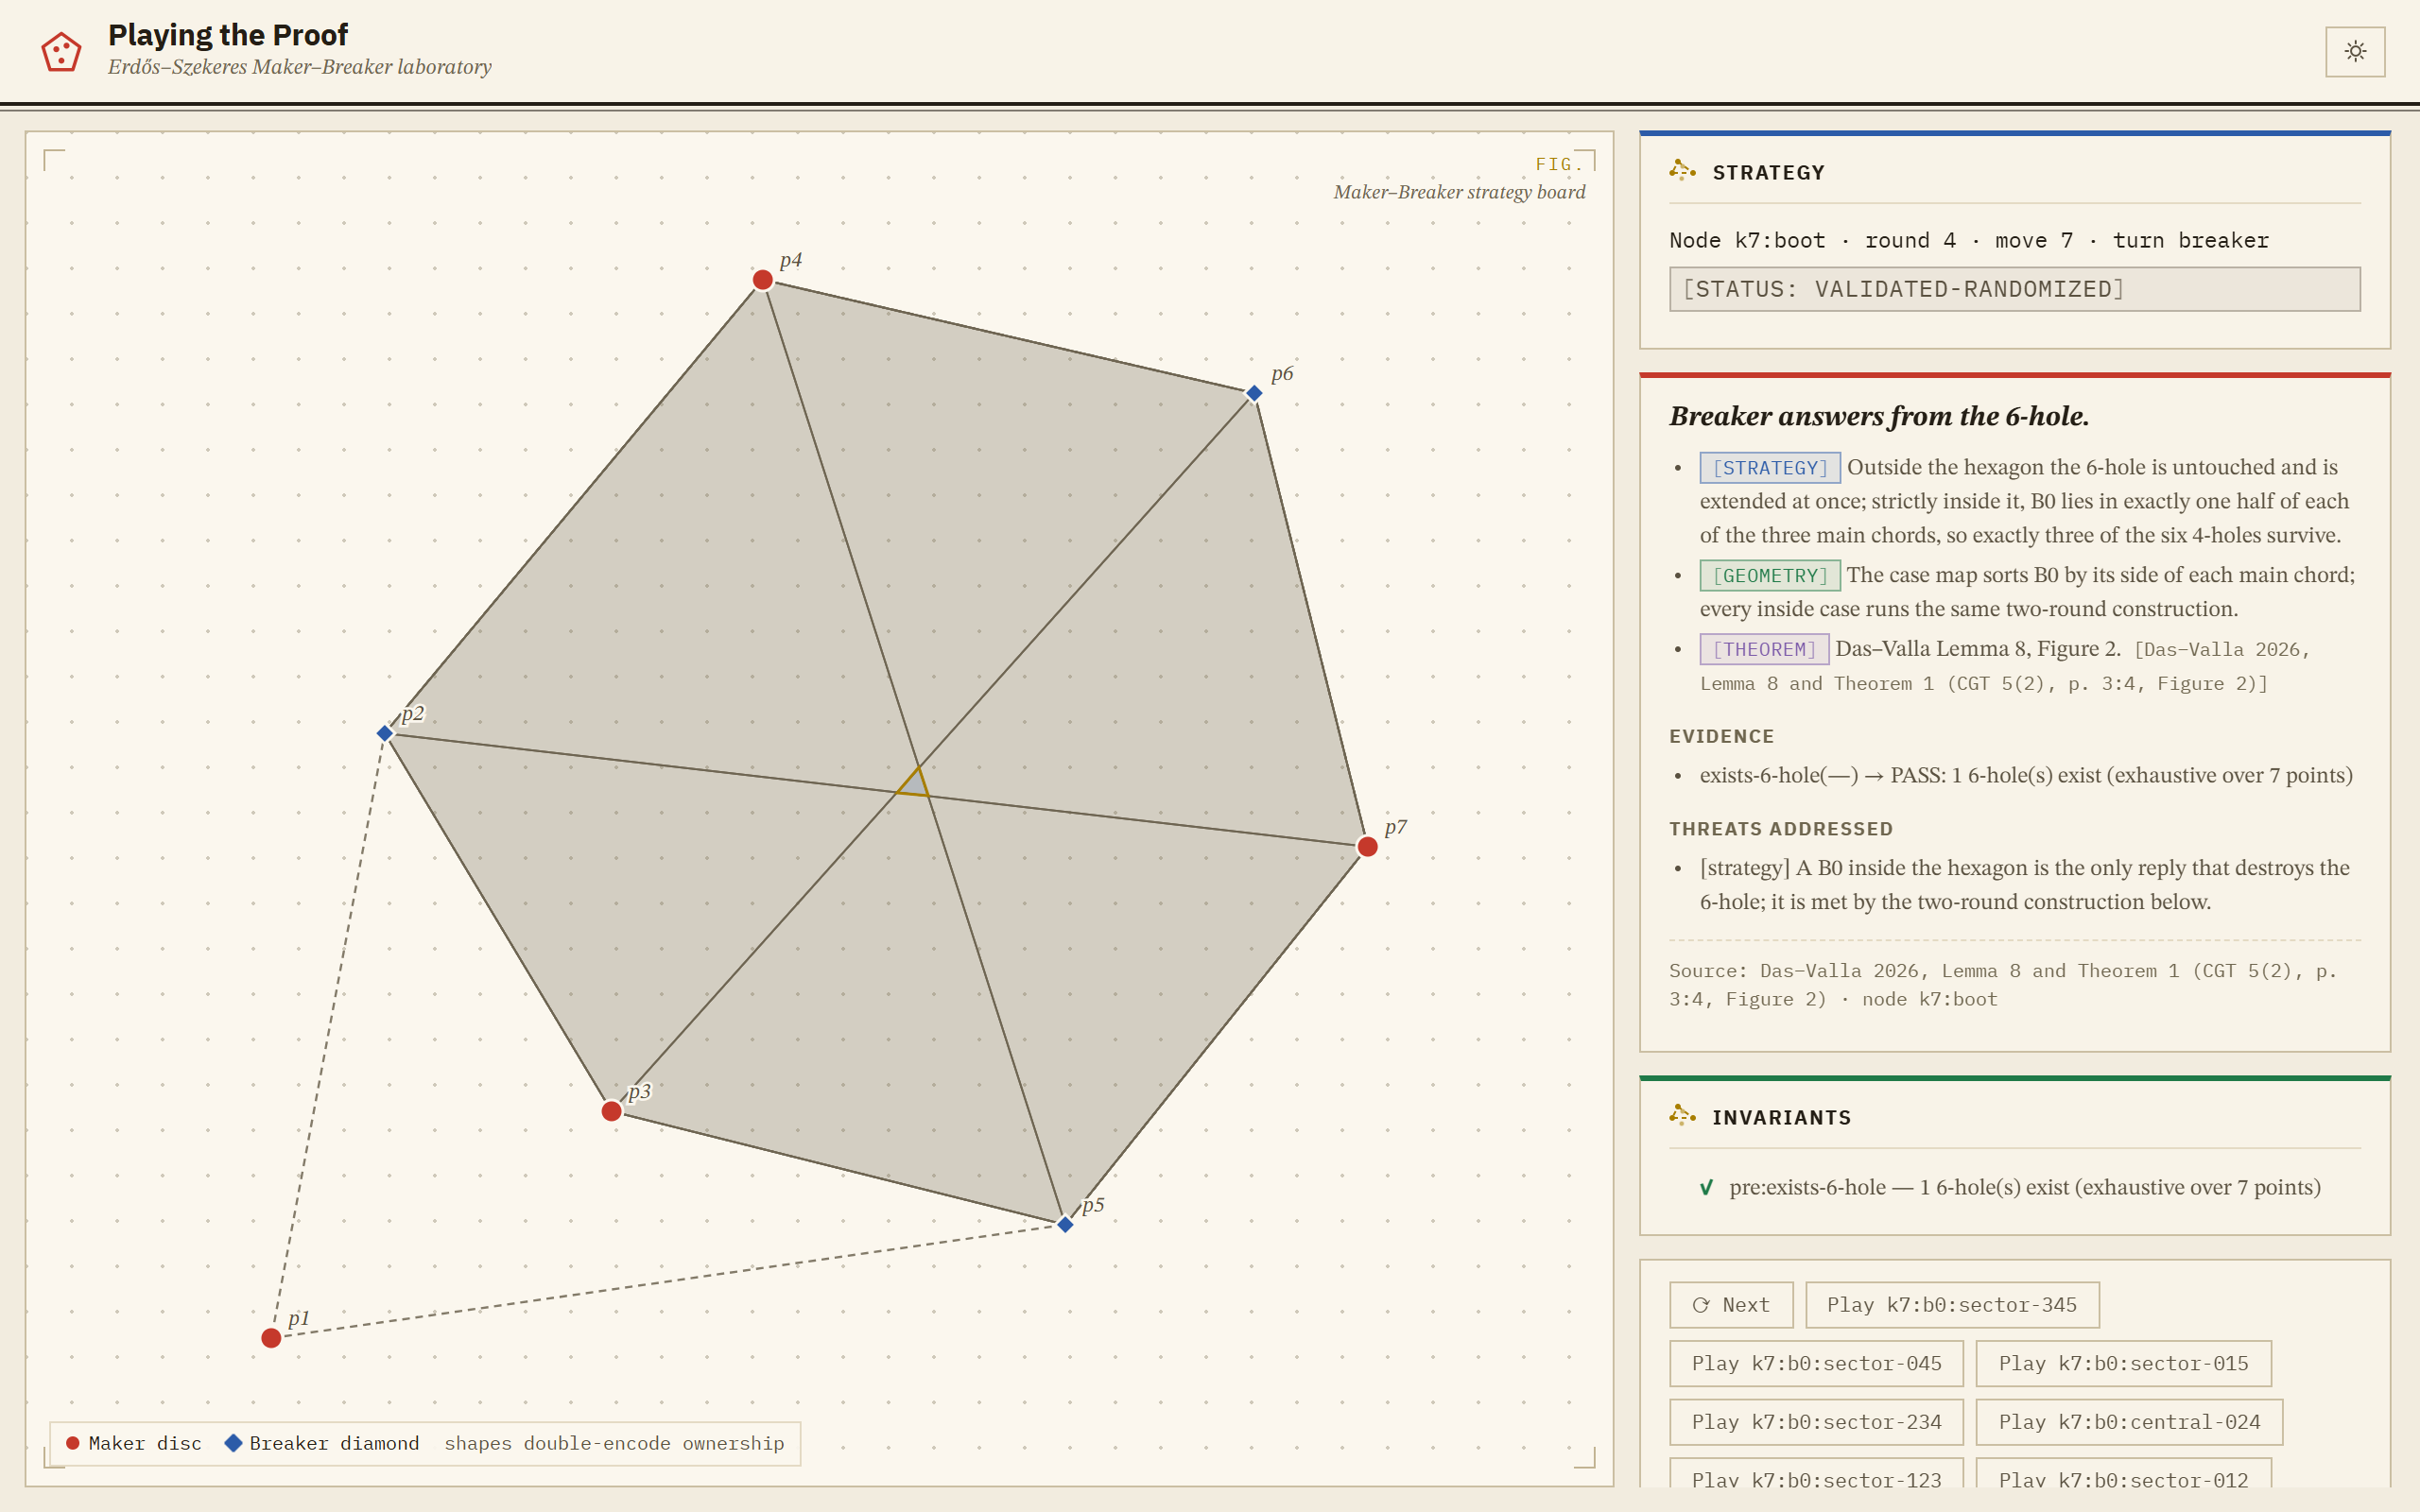 Playing the Proof
Erdős–Szekeres Maker–Breaker laboratory
FIG.
Maker–Breaker strategy board
p4
p6
p2
p7
p3
p5
p1
Maker disc Breaker diamond shapes double-encode ownership
STRATEGY
Node k7:boot · round 4 · move 7 · turn breaker
[STATUS: VALIDATED-RANDOMIZED]
Breaker answers from the 6-hole.
• [STRATEGY] Outside the hexagon the 6-hole is untouched and is
extended at once; strictly inside it, B0 lies in exactly one half of each
of the three main chords, so exactly three of the six 4-holes survive.
• [GEOMETRY] The case map sorts B0 by its side of each main chord;
every inside case runs the same two-round construction.
• [THEOREM] Das–Valla Lemma 8, Figure 2. [Das–Valla 2026,
Lemma 8 and Theorem 1 (CGT 5(2), p. 3:4, Figure 2)]
EVIDENCE
• exists-6-hole(—) → PASS: 1 6-hole(s) exist (exhaustive over 7 points)
THREATS ADDRESSED
• [strategy] A B0 inside the hexagon is the only reply that destroys the
6-hole; it is met by the two-round construction below.
Source: Das–Valla 2026, Lemma 8 and Theorem 1 (CGT 5(2), p.
3:4, Figure 2) · node k7:boot
INVARIANTS
✓ pre:exists-6-hole — 1 6-hole(s) exist (exhaustive over 7 points)
⟳ Next Play k7:b0:sector-345
Play k7:b0:sector-045 Play k7:b0:sector-015
Play k7:b0:sector-234 Play k7:b0:central-024
Play k7:b0:sector-123 Play k7:b0:sector-012